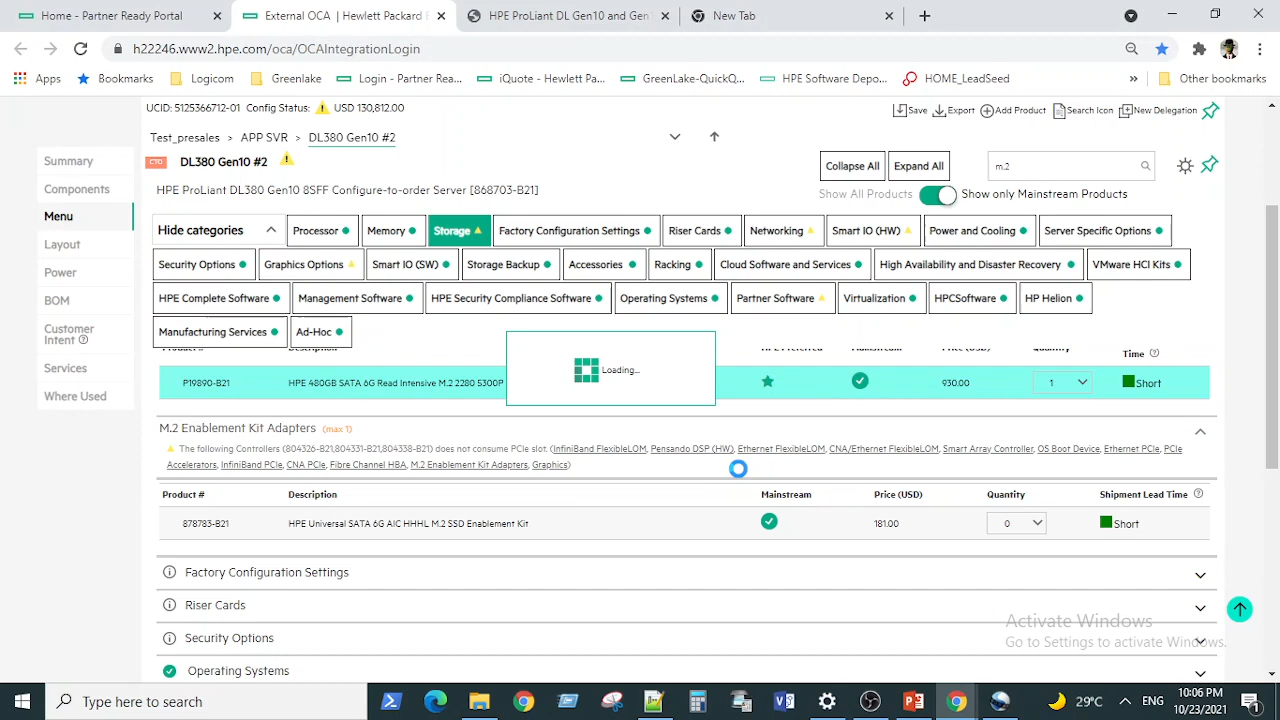 Home - Partner Ready Portal
External OCA | Hewlett Packard E
HPE ProLiant DL Gen10 and Gen
New Tab
h22246.www2.hpe.com/oca/OCAIntegrationLogin
Apps
Bookmarks
Logicom
Greenlake
Login - Partner Rea...
iQuote - Hewlett Pa...
GreenLake-QuickQ...
HPE Software Depo...
HOME_LeadSeed
»
Other bookmarks
UCID: 5125366712-01 Config Status: USD 130,812.00
Save Export Add Product Search Icon New Delegation
Test_presales > APP SVR > DL380 Gen10 #2
CTO DL380 Gen10 #2
Collapse All Expand All m.2
HPE ProLiant DL380 Gen10 8SFF Configure-to-order Server [868703-B21]
Show All Products Show only Mainstream Products
Summary
Components
Menu
Layout
Power
BOM
Customer
Intent
Services
Where Used
Hide categories Processor Memory Storage Factory Configuration Settings Riser Cards Networking Smart IO (HW) Power and Cooling Server Specific Options
Security Options Graphics Options Smart IO (SW) Storage Backup Accessories Racking Cloud Software and Services High Availability and Disaster Recovery VMware HCI Kits
HPE Complete Software Management Software HPE Security Compliance Software Operating Systems Partner Software Virtualization HPCSoftware HP Helion
Manufacturing Services Ad-Hoc
Loading...
Product # Description HPE Preferred Mainstream Price (USD) Quantity Time
P19890-B21 HPE 480GB SATA 6G Read Intensive M.2 2280 5300P 930.00 1 Short
M.2 Enablement Kit Adapters (max 1)
The following Controllers (804326-B21,804331-B21,804338-B21) does not consume PCIe slot. (InfiniBand FlexibleLOM, Pensando DSP (HW), Ethernet FlexibleLOM, CNA/Ethernet FlexibleLOM, Smart Array Controller, OS Boot Device, Ethernet PCIe, PCIe
Accelerators, InfiniBand PCIe, CNA PCIe, Fibre Channel HBA, M.2 Enablement Kit Adapters, Graphics)
Product # Description Mainstream Price (USD) Quantity Shipment Lead Time
878783-B21 HPE Universal SATA 6G AIC HHHL M.2 SSD Enablement Kit 181.00 0 Short
Factory Configuration Settings
Riser Cards
Security Options
Operating Systems
Activate Windows
Go to Settings to activate Windows.
Type here to search
29°C
ENG
10:06 PM
10/23/2021